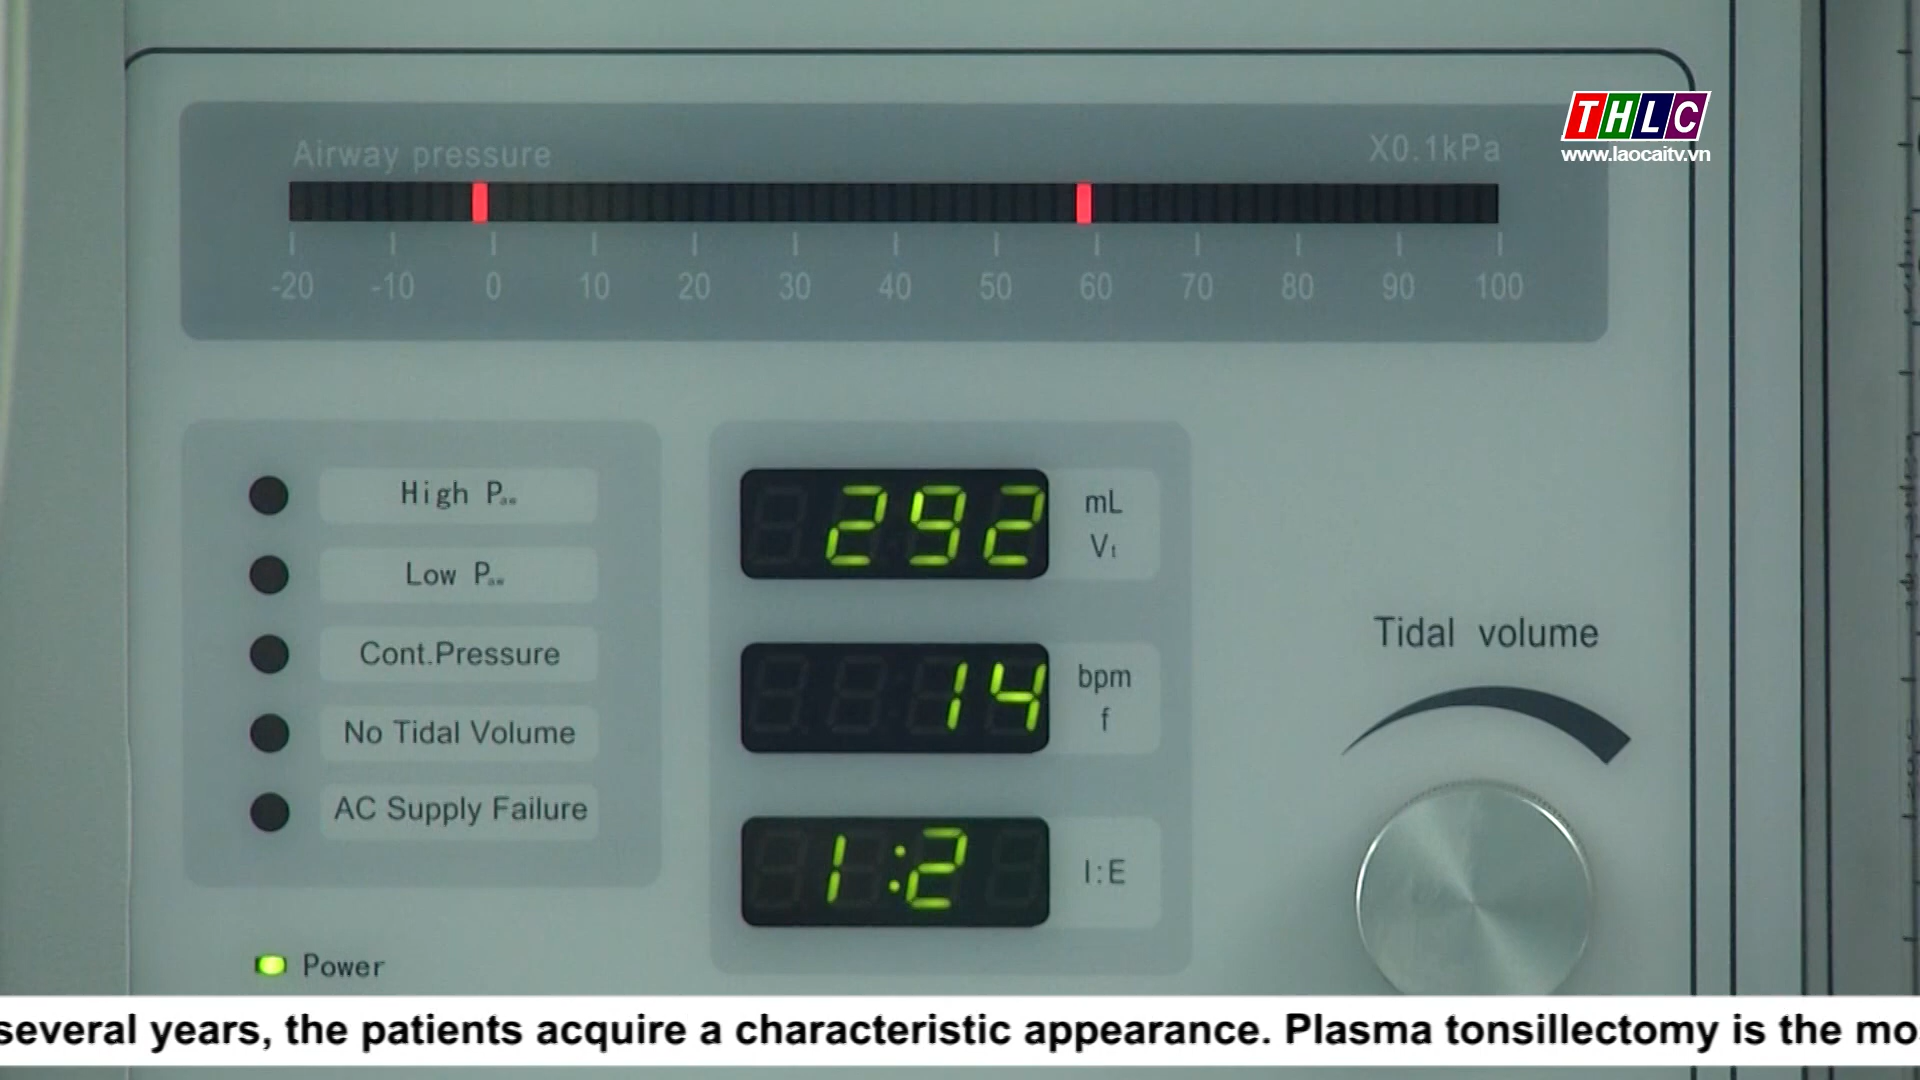 THLC
www.laocaitv.vn
Airway pressure
X0.1kPa
-20 -10 0 10 20 30 40 50 60 70 80 90 100
High Paw
Low Paw
Cont.Pressure
No Tidal Volume
AC Supply Failure
Power
292
mL
Vt
14
bpm
f
1:2
I:E
Tidal volume
several years, the patients acquire a characteristic appearance. Plasma tonsillectomy is the mo